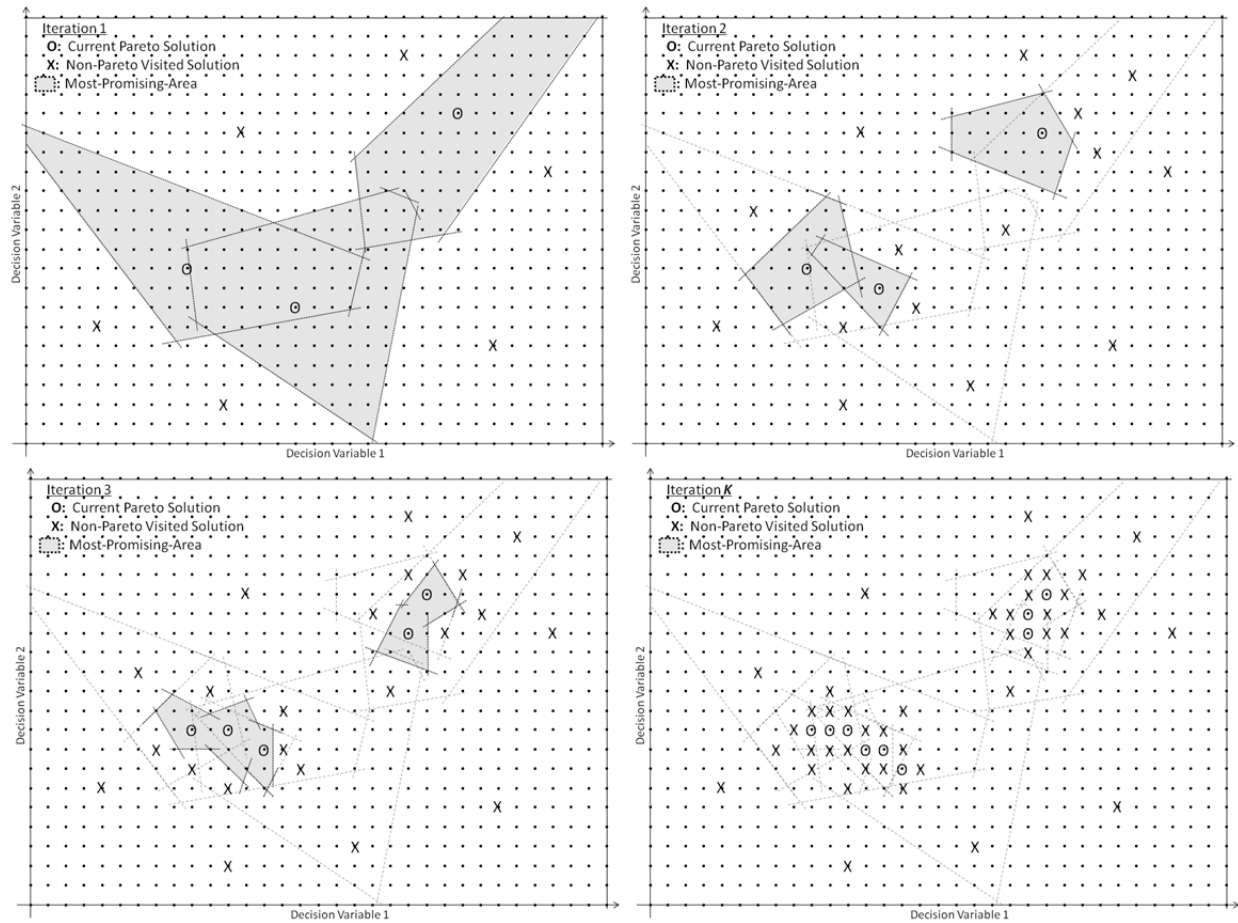 Iteration 1
O: Current Pareto Solution
X: Non-Pareto Visited Solution
: Most-Promising-Area
Decision Variable 2
Decision Variable 1
Iteration 2
O: Current Pareto Solution
X: Non-Pareto Visited Solution
: Most-Promising-Area
Decision Variable 2
Decision Variable 1
Iteration 3
O: Current Pareto Solution
X: Non-Pareto Visited Solution
: Most-Promising-Area
Decision Variable 2
Decision Variable 1
Iteration K
O: Current Pareto Solution
X: Non-Pareto Visited Solution
: Most-Promising-Area
Decision Variable 2
Decision Variable 1